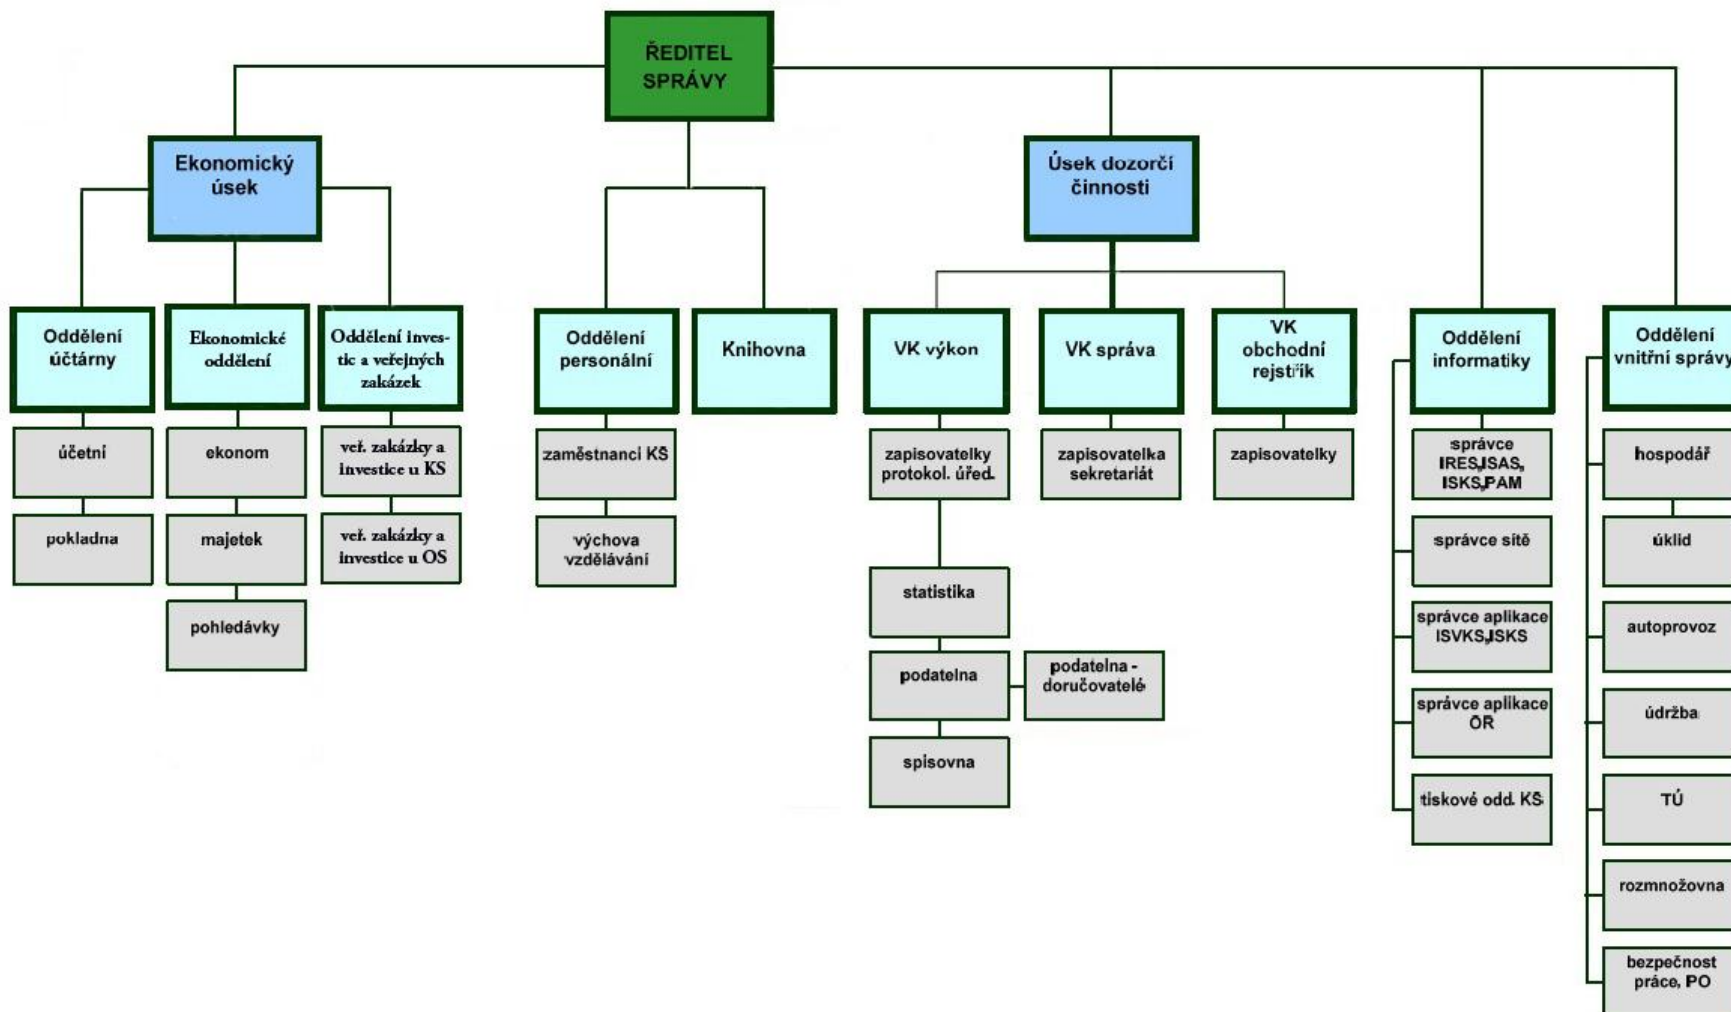 ŘEDITEL
SPRÁVY
Ekonomický
úsek
Úsek dozorčí
činnosti
Oddělení
účtárny
Ekonomické
oddělení
Oddělení inves-
tic a veřejných
zakázek
Oddělení
personální
Knihovna
VK výkon
VK správa
VK
obchodní
rejstřík
Oddělení
informatiky
Oddělení
vnitřní správy
účetní
pokladna
ekonom
majetek
pohledávky
veř. zakázky a
investice u KS
veř. zakázky a
investice u OS
zaměstnanci KS
výchova
vzdělávání
zapisovatelky
protokol. úřed.
statistika
podatelna
podatelna -
doručovatelé
spisovna
zapisovatelka
sekretariát
zapisovatelky
správce
IRES,ISAS,
ISKS,PAM
správce sítě
správce aplikace
ISVKS,ISKS
správce aplikace
OR
tiskové odd. KS
hospodář
úklid
autoprovoz
údržba
TÚ
rozmnožovna
bezpečnost
práce, PO